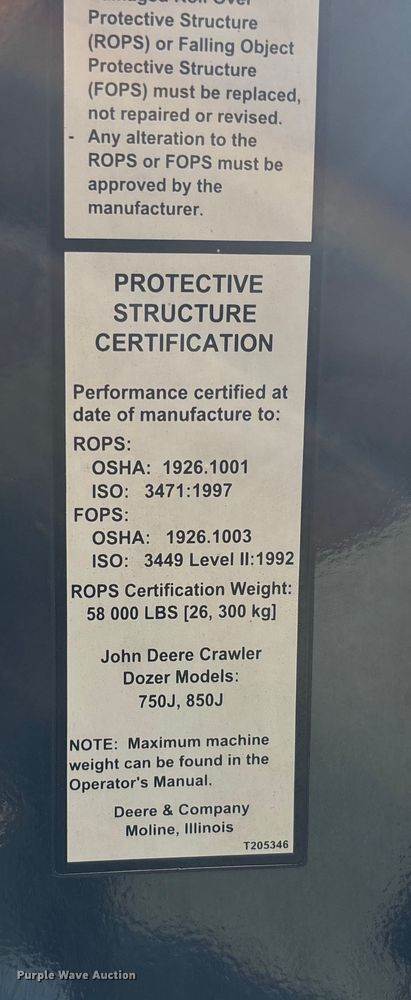 Protective Structure
(ROPS) or Falling Object
Protective Structure
(FOPS) must be replaced,
not repaired or revised.
- Any alteration to the
ROPS or FOPS must be
approved by the
manufacturer.
PROTECTIVE
STRUCTURE
CERTIFICATION
Performance certified at
date of manufacture to:
ROPS:
OSHA: 1926.1001
ISO: 3471:1997
FOPS:
OSHA: 1926.1003
ISO: 3449 Level II:1992
ROPS Certification Weight:
58 000 LBS [26, 300 kg]
John Deere Crawler
Dozer Models:
750J, 850J
NOTE: Maximum machine
weight can be found in the
Operator's Manual.
Deere & Company
Moline, Illinois
T205346
Purple Wave Auction